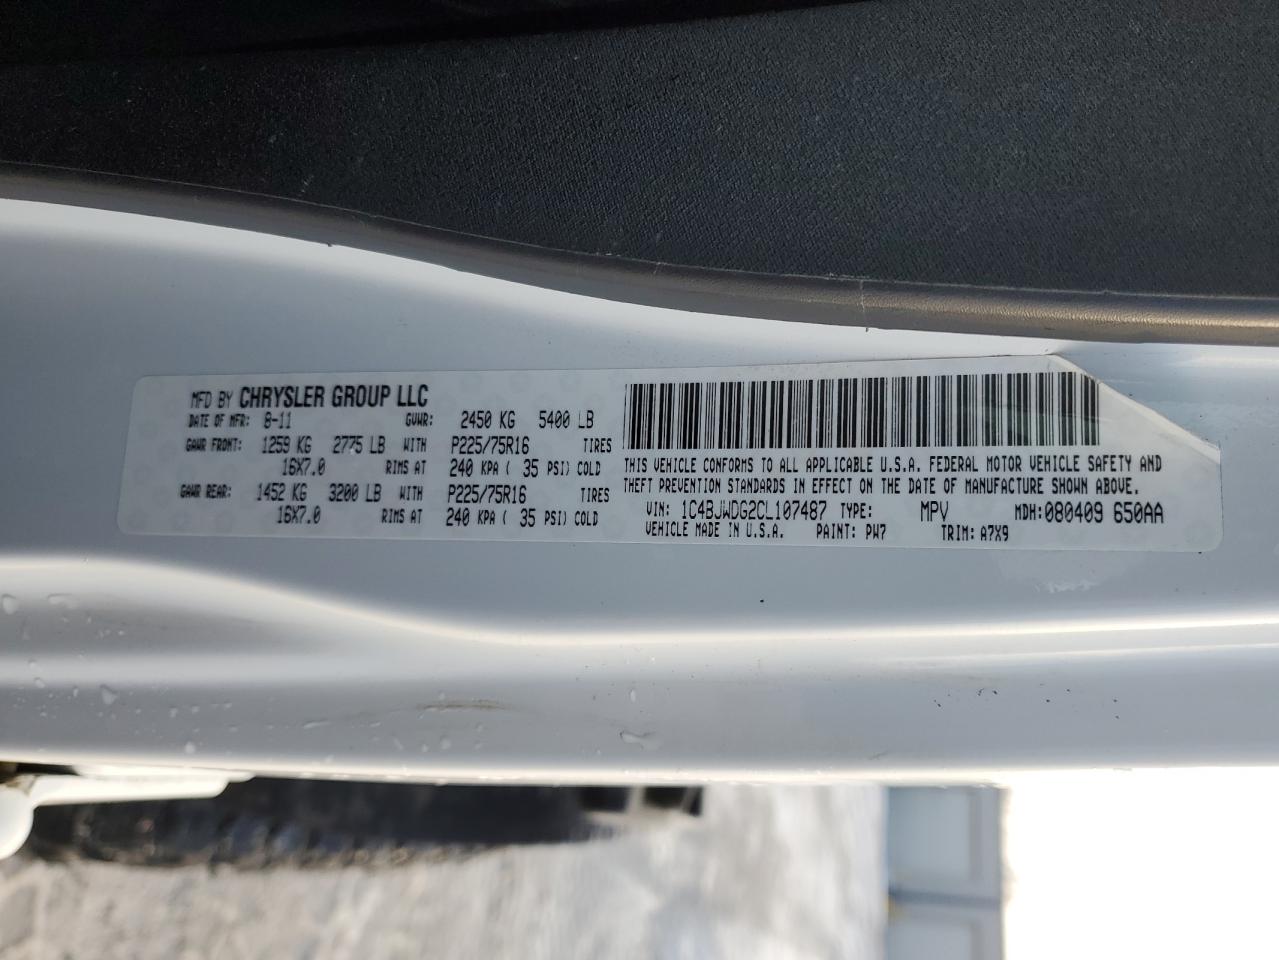 MFD BY CHRYSLER GROUP LLC
DATE OF MFR: 8-11 GVWR: 2450 KG 5400 LB
GAWR FRONT: 1259 KG 2775 LB WITH P225/75R16 TIRES
16X7.0 RIMS AT 240 KPA ( 35 PSI) COLD
GAWR REAR: 1452 KG 3200 LB WITH P225/75R16 TIRES
16X7.0 RIMS AT 240 KPA ( 35 PSI) COLD
THIS VEHICLE CONFORMS TO ALL APPLICABLE U.S.A. FEDERAL MOTOR VEHICLE SAFETY AND
THEFT PREVENTION STANDARDS IN EFFECT ON THE DATE OF MANUFACTURE SHOWN ABOVE.
VIN: 1C4BJWDG2CL107487 TYPE: MPV MDH: 080409 650AA
VEHICLE MADE IN U.S.A. PAINT: PW7 TRIM: A7X9